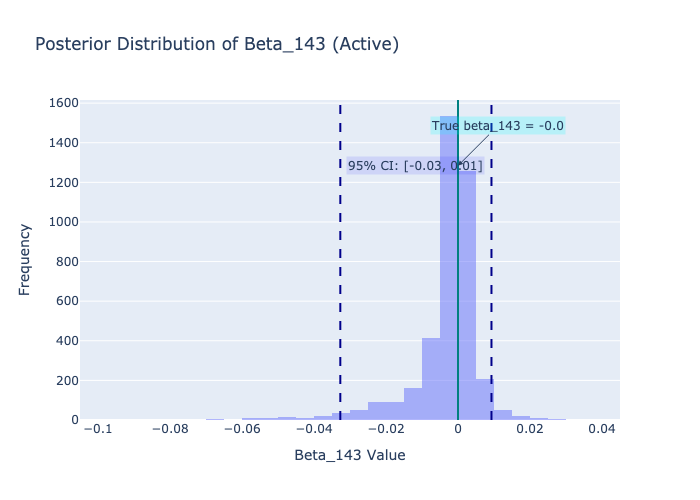 Posterior Distribution of Beta_143 (Active)
1600
True beta_143 = -0.0
1400
95% CI: [-0.03, 0.01]
1200
1000
800
600
400
200
0
Frequency
−0.1 −0.08 −0.06 −0.04 −0.02 0 0.02 0.04
Beta_143 Value